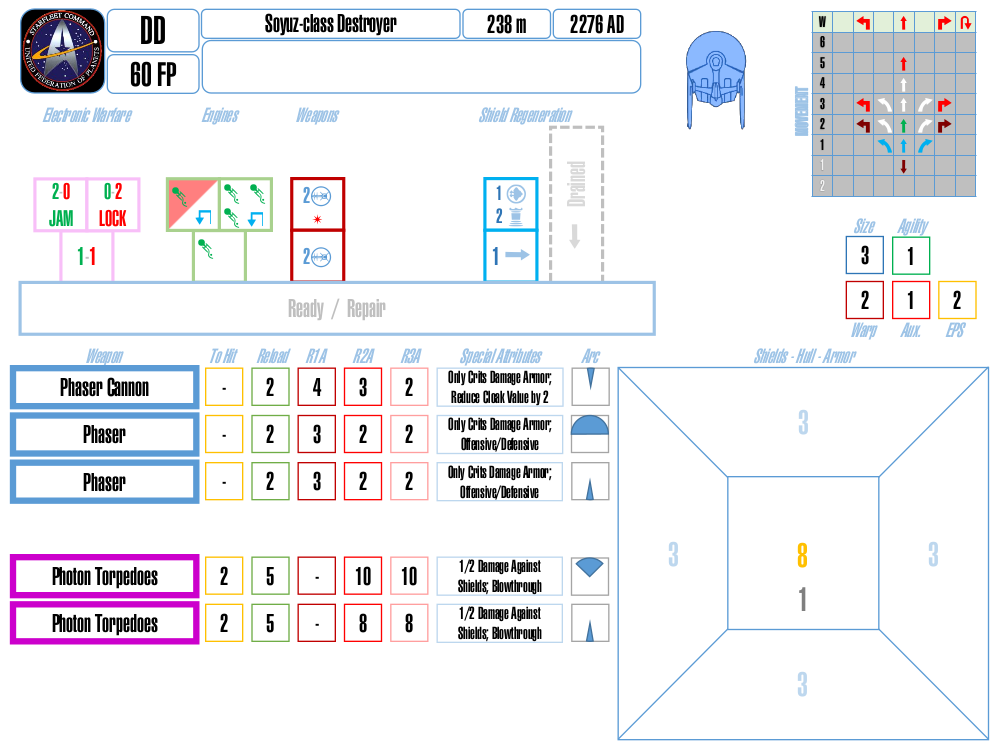 STARFLEET COMMAND
UNITED FEDERATION OF PLANETS
DD
60 FP
Soyuz-class Destroyer
238 m
2276 AD
Electronic Warfare
Engines
Weapons
Shield Regeneration
2-0
JAM
0-2
LOCK
1-1
2
2
1
2
1
Drained
Ready / Repair
MOVEMENT
W
6
5
4
3
2
1
1
2
Size
Agility
3
1
2
1
2
Warp
Aux.
EPS
Weapon To Hit Reload R1A R2A R3A Special Attributes Arc
Phaser Cannon - 2 4 3 2 Only Crits Damage Armor;
Reduce Cloak Value by 2
Phaser - 2 3 2 2 Only Crits Damage Armor;
Offensive/Defensive
Phaser - 2 3 2 2 Only Crits Damage Armor;
Offensive/Defensive
Photon Torpedoes 2 5 - 10 10 1/2 Damage Against
Shields; Blowthrough
Photon Torpedoes 2 5 - 8 8 1/2 Damage Against
Shields; Blowthrough
Shields - Hull - Armor
3
3
8
3
1
3